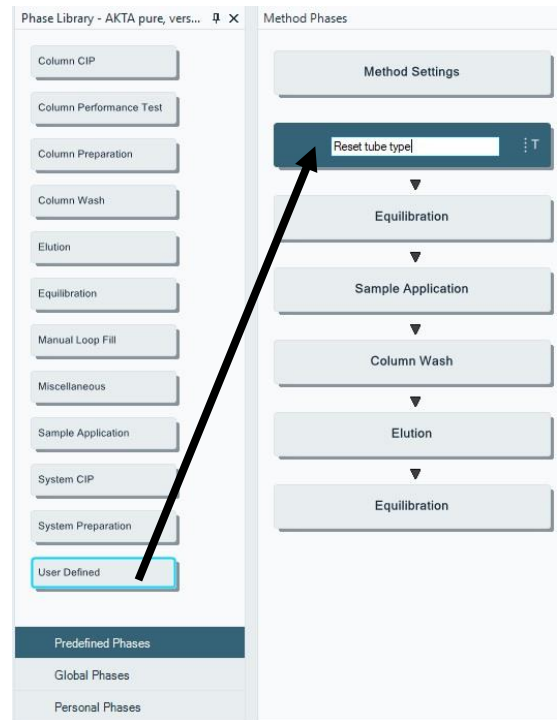 Phase Library - AKTA pure, vers...
Column CIP
Column Performance Test
Column Preparation
Column Wash
Elution
Equilibration
Manual Loop Fill
Miscellaneous
Sample Application
System CIP
System Preparation
User Defined
Predefined Phases
Global Phases
Personal Phases
Method Phases
Method Settings
Reset tube type
T
Equilibration
Sample Application
Column Wash
Elution
Equilibration